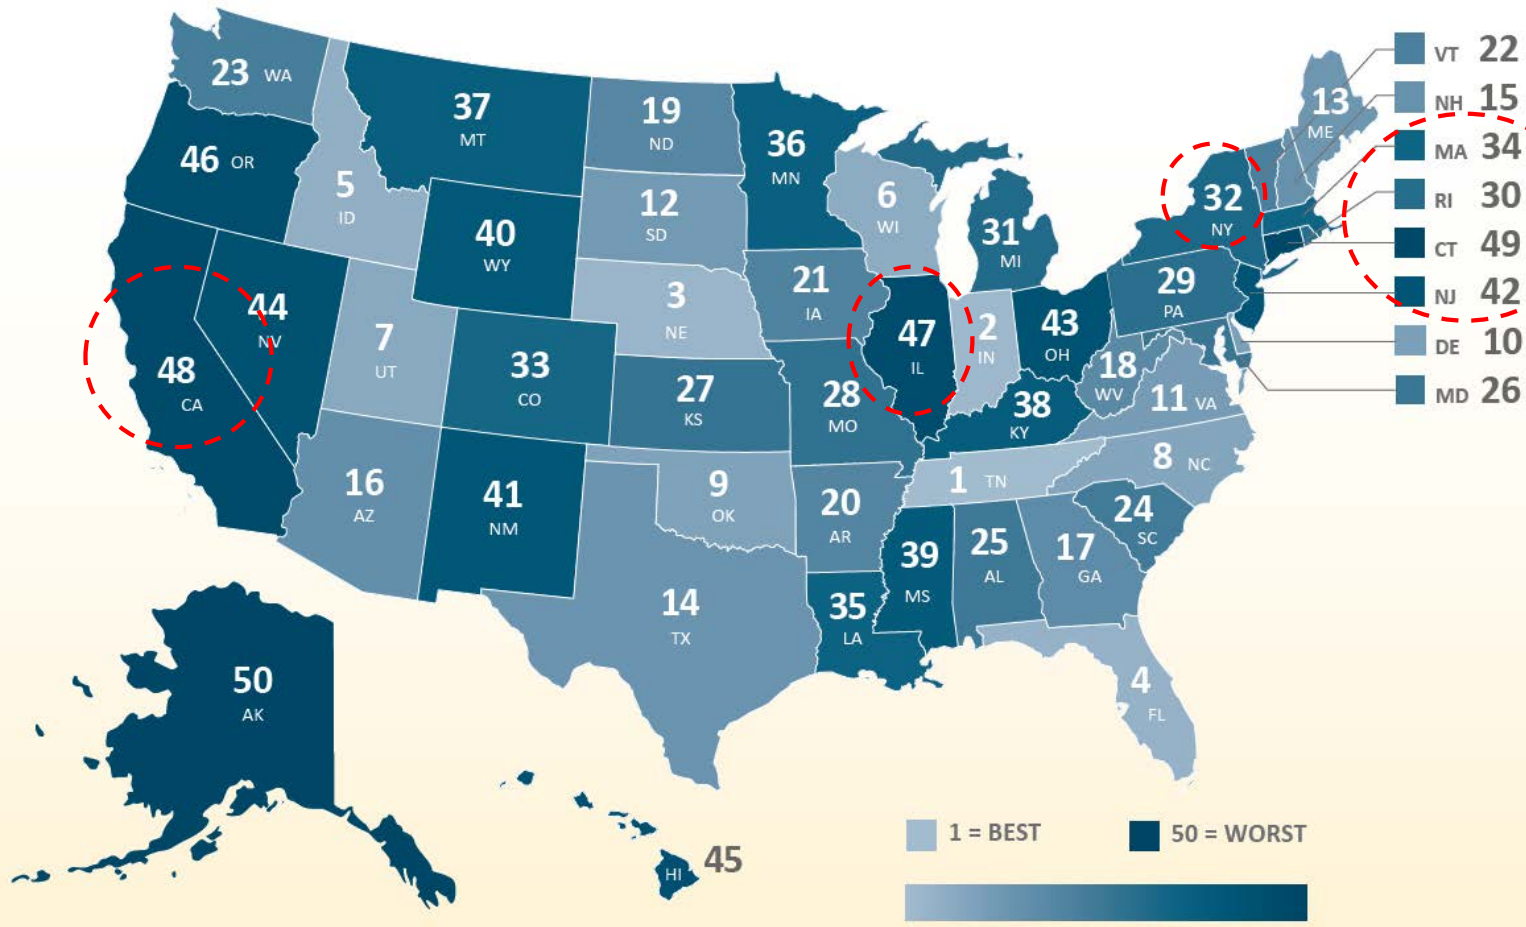 23 WA
46 OR
5
ID
37
MT
40
WY
19
ND
12
SD
36
MN
6
WI
31
MI
13
ME
32
NY
VT 22
NH 15
MA 34
RI 30
CT 49
NJ 42
DE 10
MD 26
48
CA
44
NV
7
UT
33
CO
3
NE
27
KS
21
IA
28
MO
47
IL
2
IN
43
OH
29
PA
18
WV
11 VA
38
KY
1 TN
8 NC
16
AZ
41
NM
9
OK
14
TX
20
AR
35
LA
39
MS
25
AL
17
GA
24
SC
4
FL
50
AK
HI 45
1 = BEST
50 = WORST